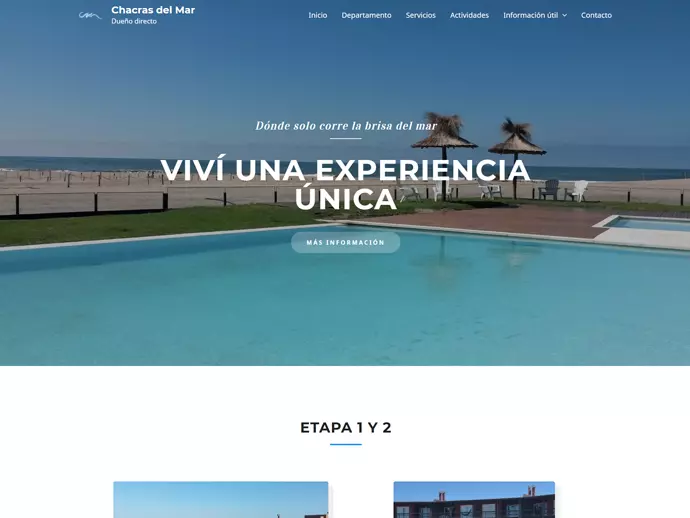 Chacras del Mar
Dueño directo
Inicio Departamento Servicios Actividades Información útil Contacto
Dónde solo corre la brisa del mar
VIVÍ UNA EXPERIENCIA
ÚNICA
MÁS INFORMACIÓN
ETAPA 1 Y 2